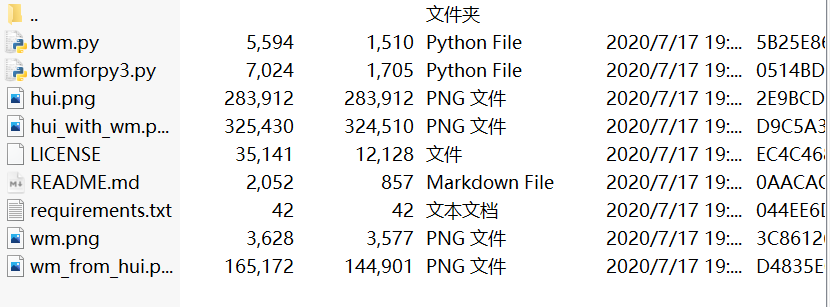 .. 文件夹
bwm.py 5,594 1,510 Python File 2020/7/17 19:... 5B25E86
bwmforpy3.py 7,024 1,705 Python File 2020/7/17 19:... 0514BD
hui.png 283,912 283,912 PNG 文件 2020/7/17 19:... 2E9BCD
hui_with_wm.p... 325,430 324,510 PNG 文件 2020/7/17 19:... D9C5A3
LICENSE 35,141 12,128 文件 2020/7/17 19:... EC4C468
README.md 2,052 857 Markdown File 2020/7/17 19:... 0AACAC
requirements.txt 42 42 文本文档 2020/7/17 19:... 044EE6D
wm.png 3,628 3,577 PNG 文件 2020/7/17 19:... 3C8612
wm_from_hui.p... 165,172 144,901 PNG 文件 2020/7/17 19:... D4835E